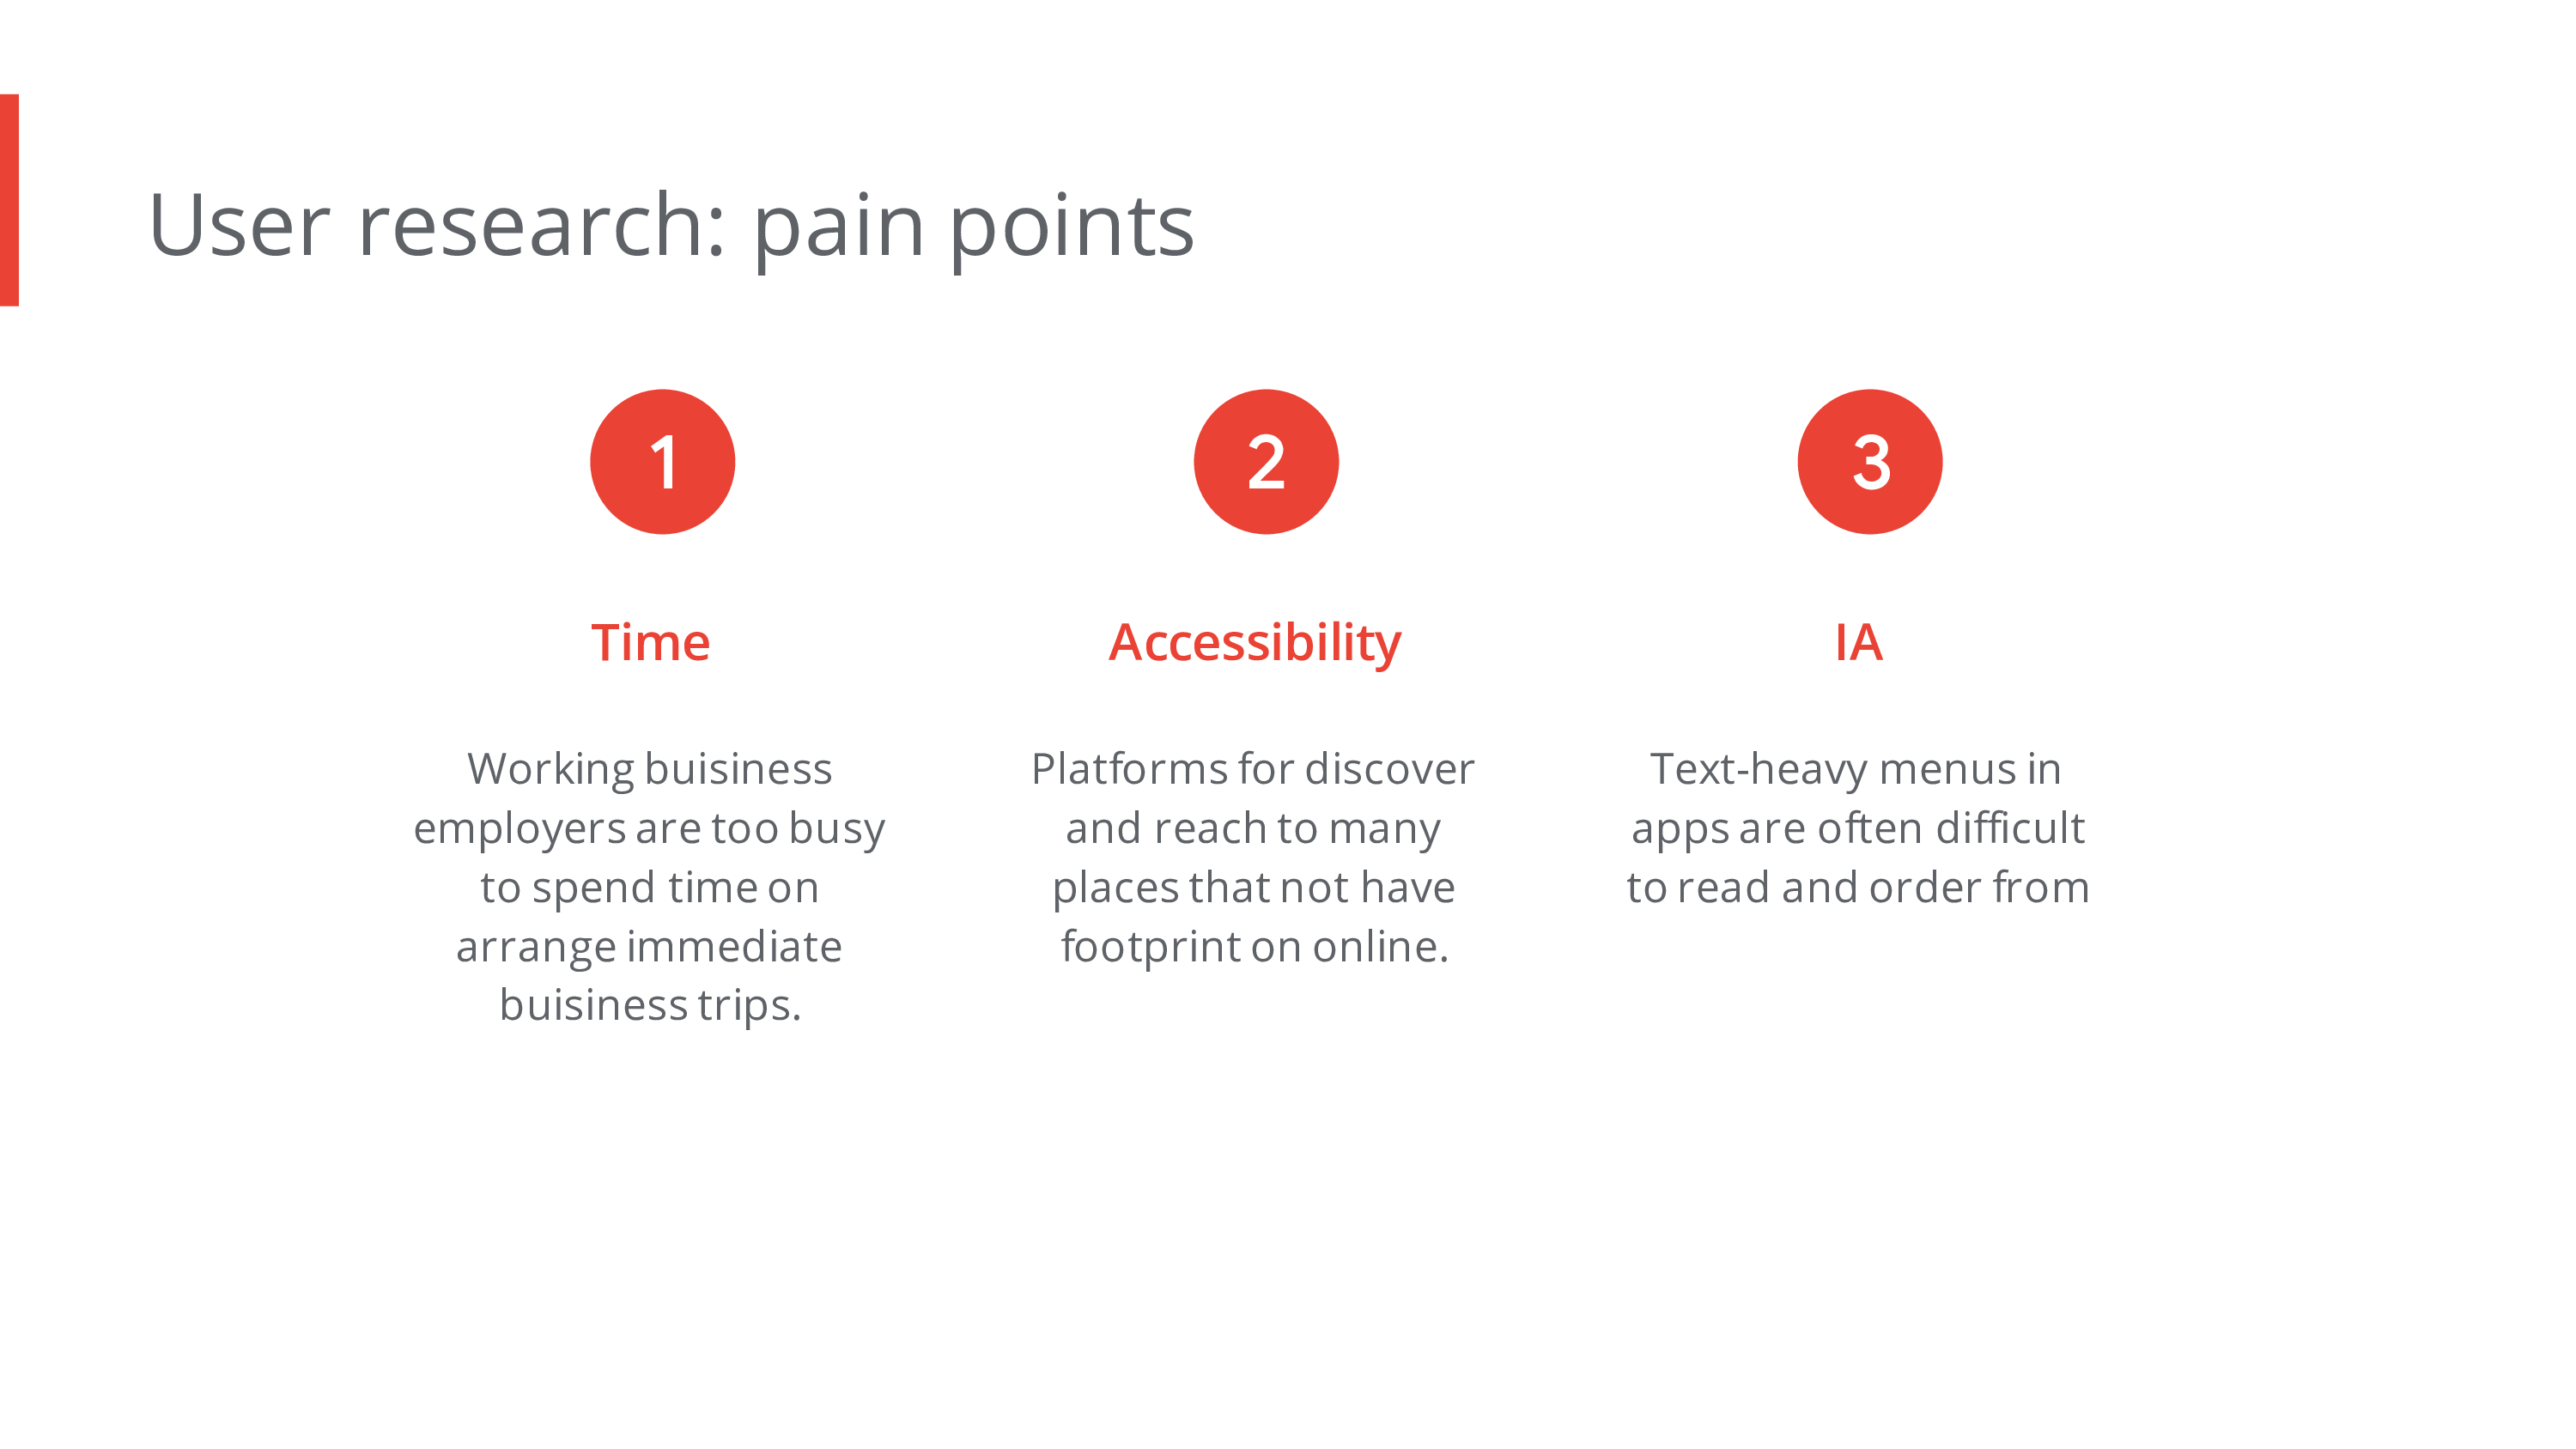 User research: pain points
1
2
3
Time
Working buisiness
employers are too busy
to spend time on
arrange immediate
buisiness trips.
Accessibility
Platforms for discover
and reach to many
places that not have
footprint on online.
IA
Text-heavy menus in
apps are often difficult
to read and order from